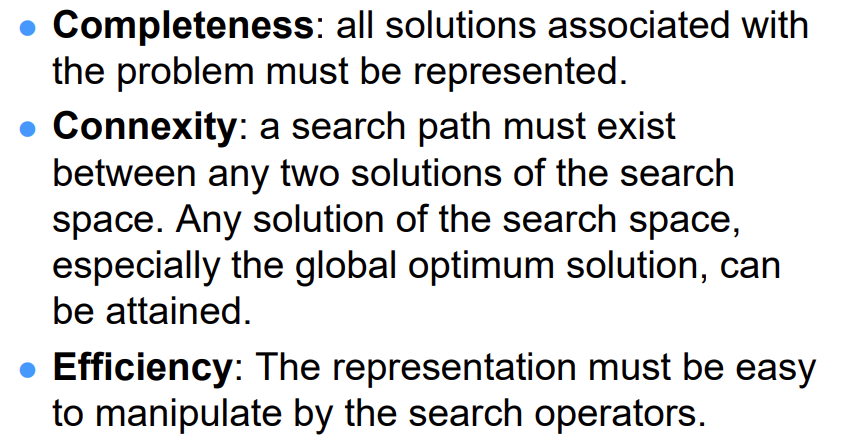 ● Completeness: all solutions associated with
the problem must be represented.
● Connexity: a search path must exist
between any two solutions of the search
space. Any solution of the search space,
especially the global optimum solution, can
be attained.
● Efficiency: The representation must be easy
to manipulate by the search operators.